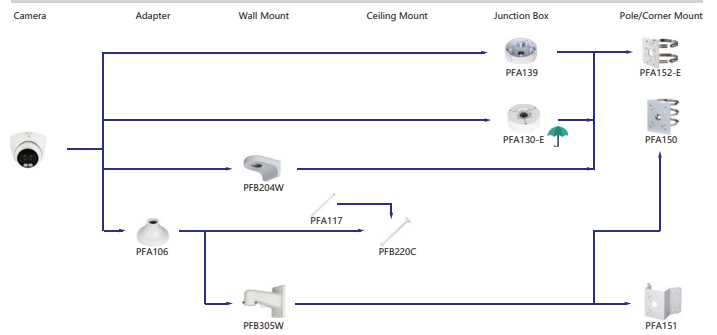 Camera Adapter Wall Mount Ceiling Mount Junction Box Pole/Corner Mount
PFA139 PFA152-E
PFA130-E PFA150
PFB204W
PFA117
PFA106 PFB220C
PFB305W PFA151